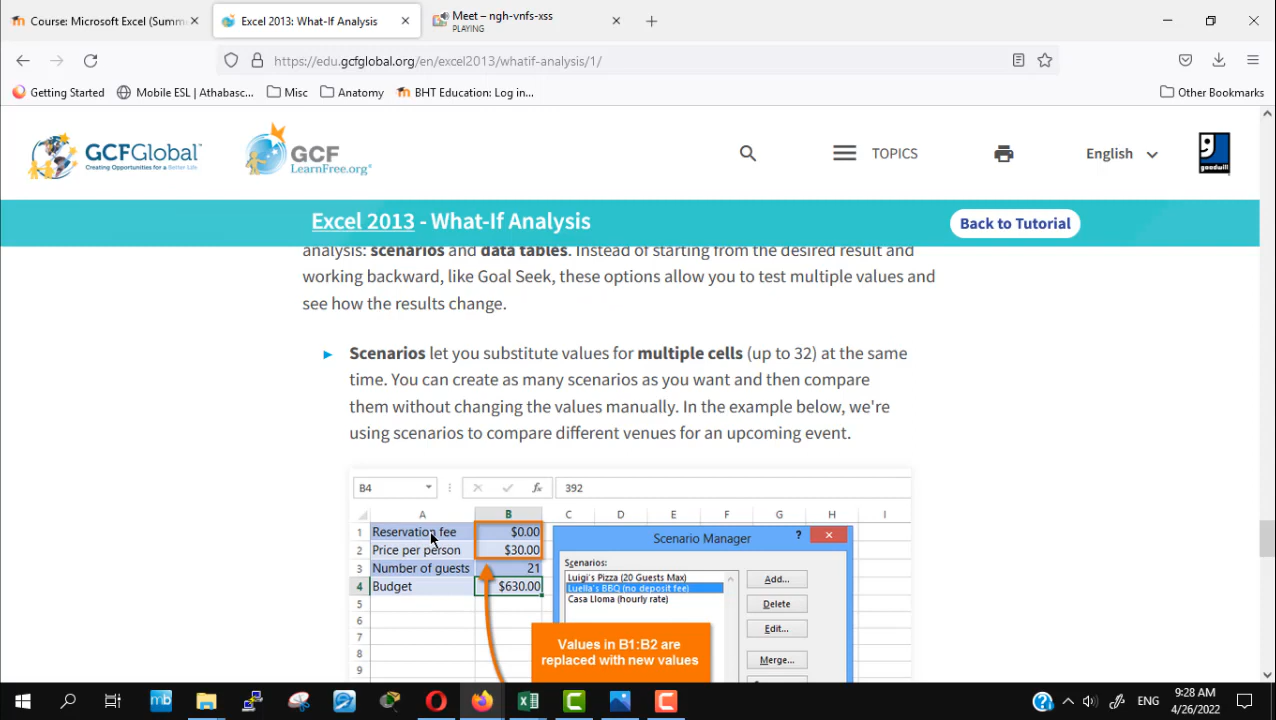 Course: Microsoft Excel (Summ
Excel 2013: What-If Analysis
Meet – ngh-vnfs-xss
PLAYING
https://edu.gcfglobal.org/en/excel2013/whatif-analysis/1/
Getting Started
Mobile ESL | Athabasc...
Misc
Anatomy
BHT Education: Log in...
Other Bookmarks
GCFGlobal
Creating Opportunities for a Better Life
GCF
LearnFree.org®
TOPICS
English
goodwill
Excel 2013 - What-If Analysis
Back to Tutorial
analysis: scenarios and data tables. Instead of starting from the desired result and
working backward, like Goal Seek, these options allow you to test multiple values and
see how the results change.
Scenarios let you substitute values for multiple cells (up to 32) at the same
time. You can create as many scenarios as you want and then compare
them without changing the values manually. In the example below, we're
using scenarios to compare different venues for an upcoming event.
B4 fx 392
A B C D E F G H I
1 Reservation fee $0.00
2 Price per person $30.00
3 Number of guests 21
4 Budget $630.00
5
6
7
8
9
Scenario Manager ?
Scenarios:
Luigi's Pizza (20 Guests Max)
Luella's BBQ (no deposit fee)
Casa Lloma (hourly rate)
Add...
Delete
Edit...
Merge...
Values in B1:B2 are
replaced with new values
mb
ENG
9:28 AM
4/26/2022